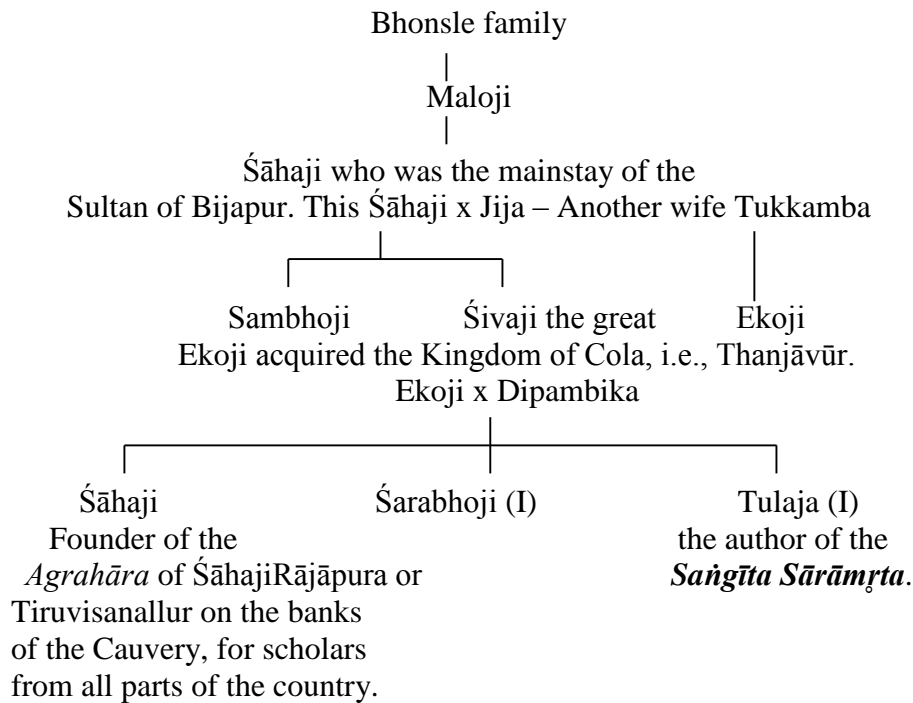 Bhonsle family
Maloji
Śāhaji who was the mainstay of the
Sultan of Bijapur. This Śāhaji x Jija – Another wife Tukkamba
Sambhoji Śivaji the great Ekoji
Ekoji acquired the Kingdom of Cola, i.e., Thanjāvūr.
Ekoji x Dipambika
Śāhaji Śarabhoji (I) Tulaja (I)
Founder of the the author of the
Agrahāra of ŚāhajiRājāpura or Saṅgīta Sārāmṛta.
Tiruvisanallur on the banks
of the Cauvery, for scholars
from all parts of the country.